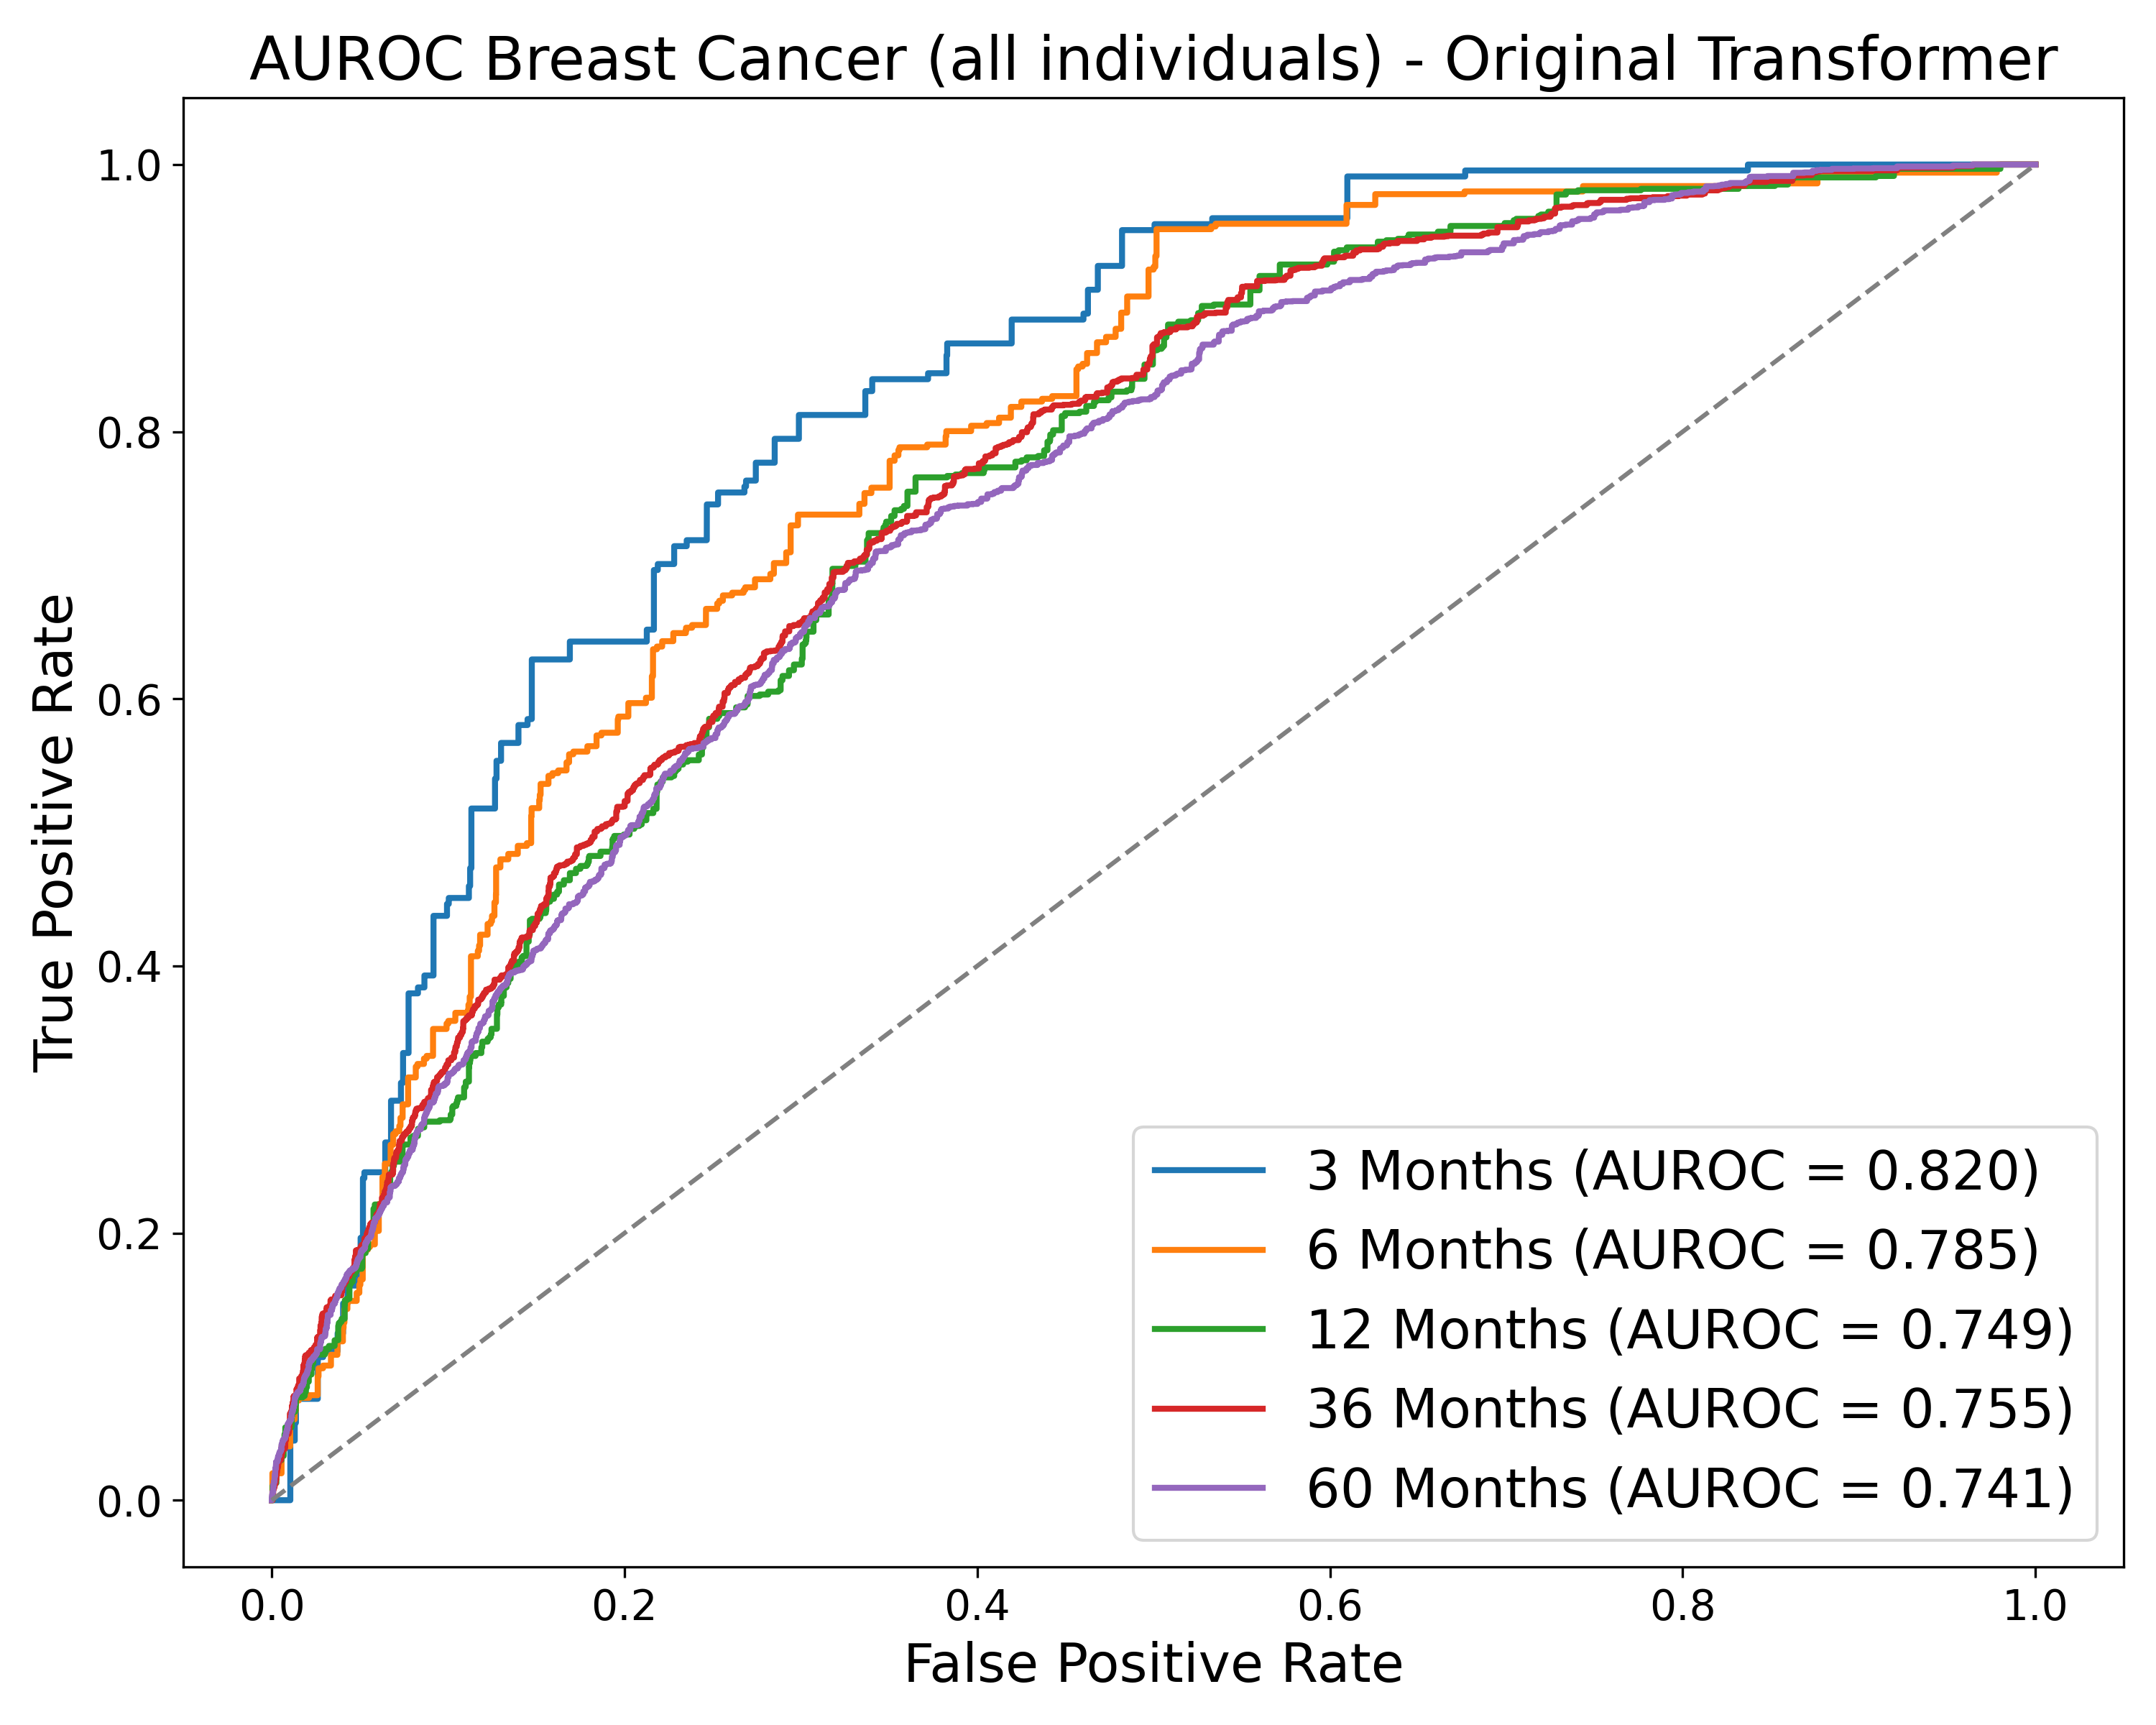 AUROC Breast Cancer (all individuals) - Original Transformer
True Positive Rate
1.0
0.8
0.6
0.4
0.2
0.0
3 Months (AUROC = 0.820)
6 Months (AUROC = 0.785)
12 Months (AUROC = 0.749)
36 Months (AUROC = 0.755)
60 Months (AUROC = 0.741)
0.0 0.2 0.4 0.6 0.8 1.0
False Positive Rate